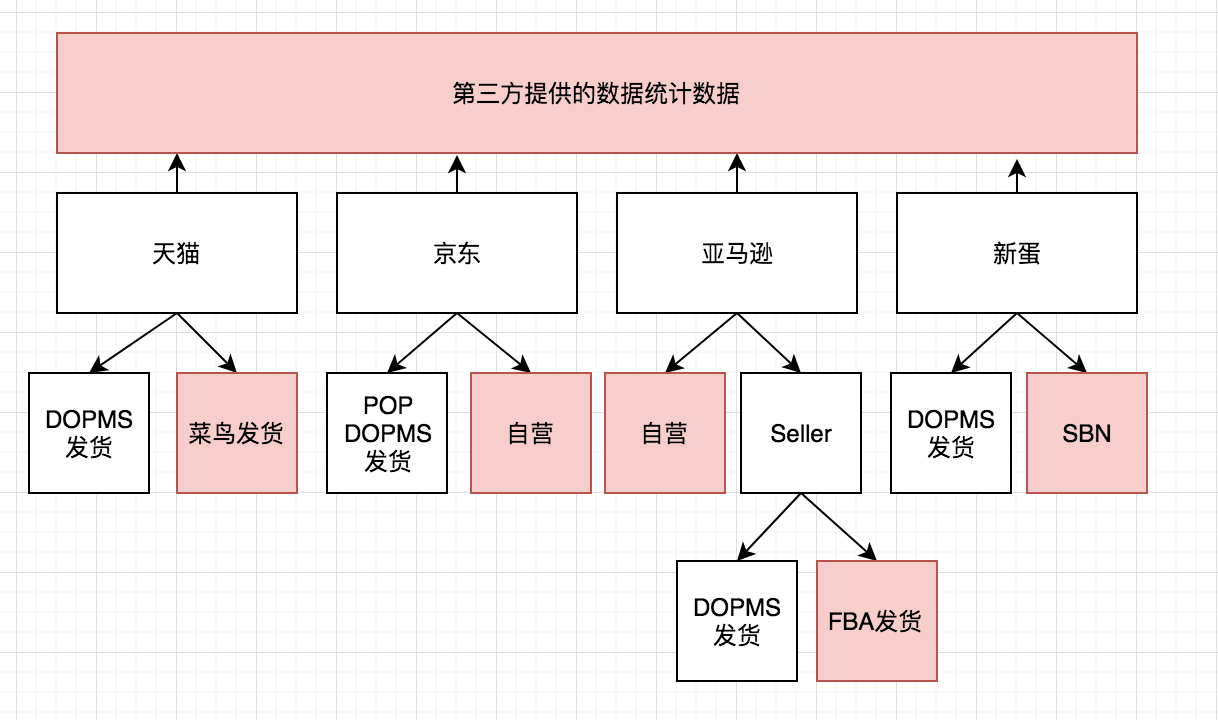 第三方提供的数据统计数据
天猫
京东
亚马逊
新蛋
DOPMS
发货
菜鸟发货
POP
DOPMS
发货
自营
自营
Seller
DOPMS
发货
SBN
DOPMS
发货
FBA发货